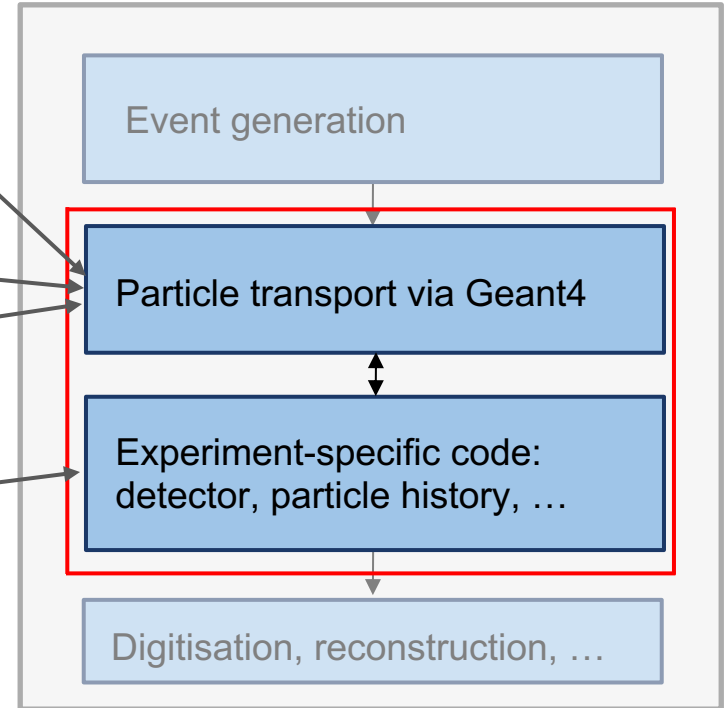 Event generation
Particle transport via Geant4
Experiment-specific code:
detector, particle history, …
Digitisation, reconstruction, …